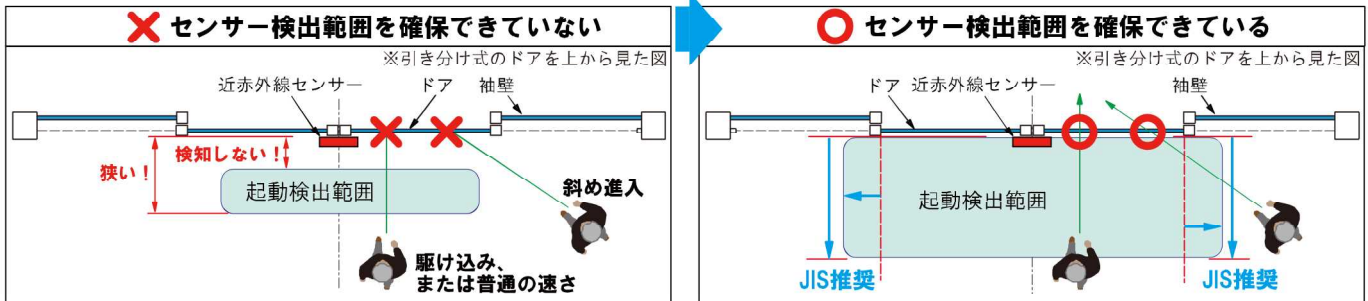 センサー検出範囲を確保できていない
※引き分け式のドアを上から見た図
近赤外線センサー
ドア
袖壁
検知しない！
狭い！
起動検出範囲
斜め進入
駆け込み、
または普通の速さ
センサー検出範囲を確保できている
※引き分け式のドアを上から見た図
ドア
近赤外線センサー
袖壁
起動検出範囲
JIS推奨
JIS推奨